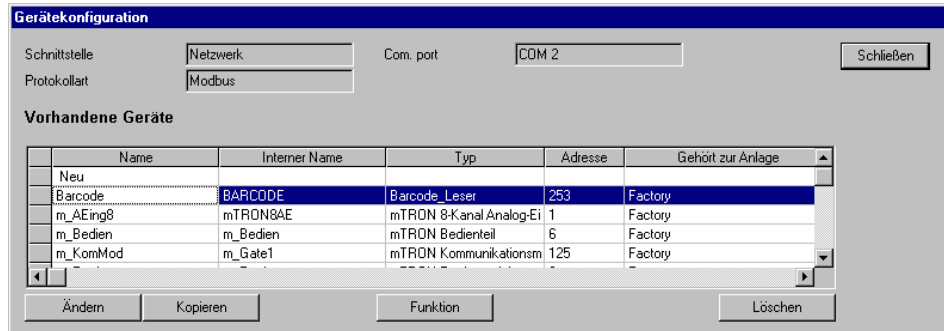 Gerätekonfiguration
Schnittstelle Netzwerk Com. port COM 2 Schließen
Protokollart Modbus
Vorhandene Geräte
Name Interner Name Typ Adresse Gehört zur Anlage
Neu
Barcode BARCODE Barcode_Leser 253 Factory
m_AEing8 mTRON8AE mTRON 8-Kanal Analog-Ei 1 Factory
m_Bedien m_Bedien mTRON Bedienteil 6 Factory
m_KomMod m_Gate1 mTRON Kommunikationsm 125 Factory
Ändern Kopieren Funktion Löschen